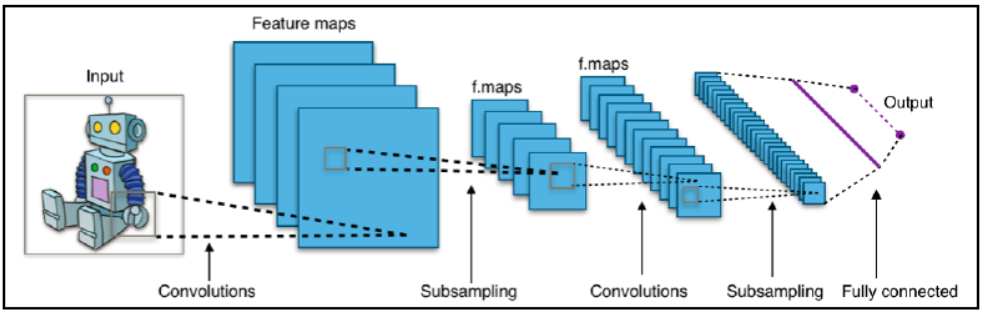 Feature maps
Input
f.maps
f.maps
Output
Convolutions
Subsampling
Convolutions
Subsampling
Fully connected